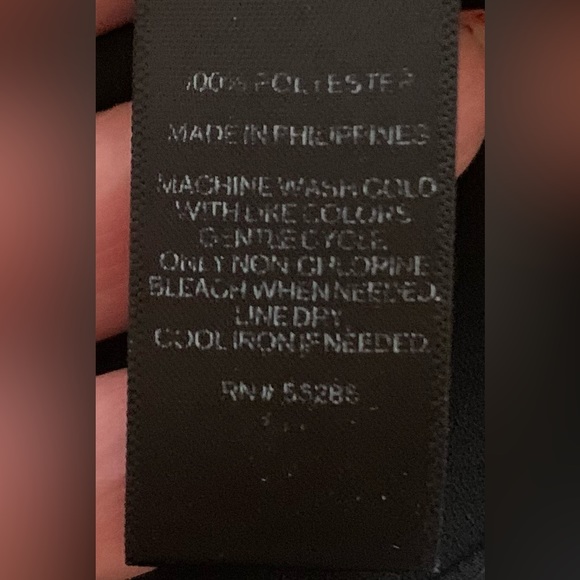 100% POLYESTER
MADE IN PHILIPPINES
MACHINE WASH COLD
WITH LIKE COLORS
GENTLE CYCLE
ONLY NON CHLORINE
BLEACH WHEN NEEDED.
LINE DRY.
COOL IRON IF NEEDED.
RN#